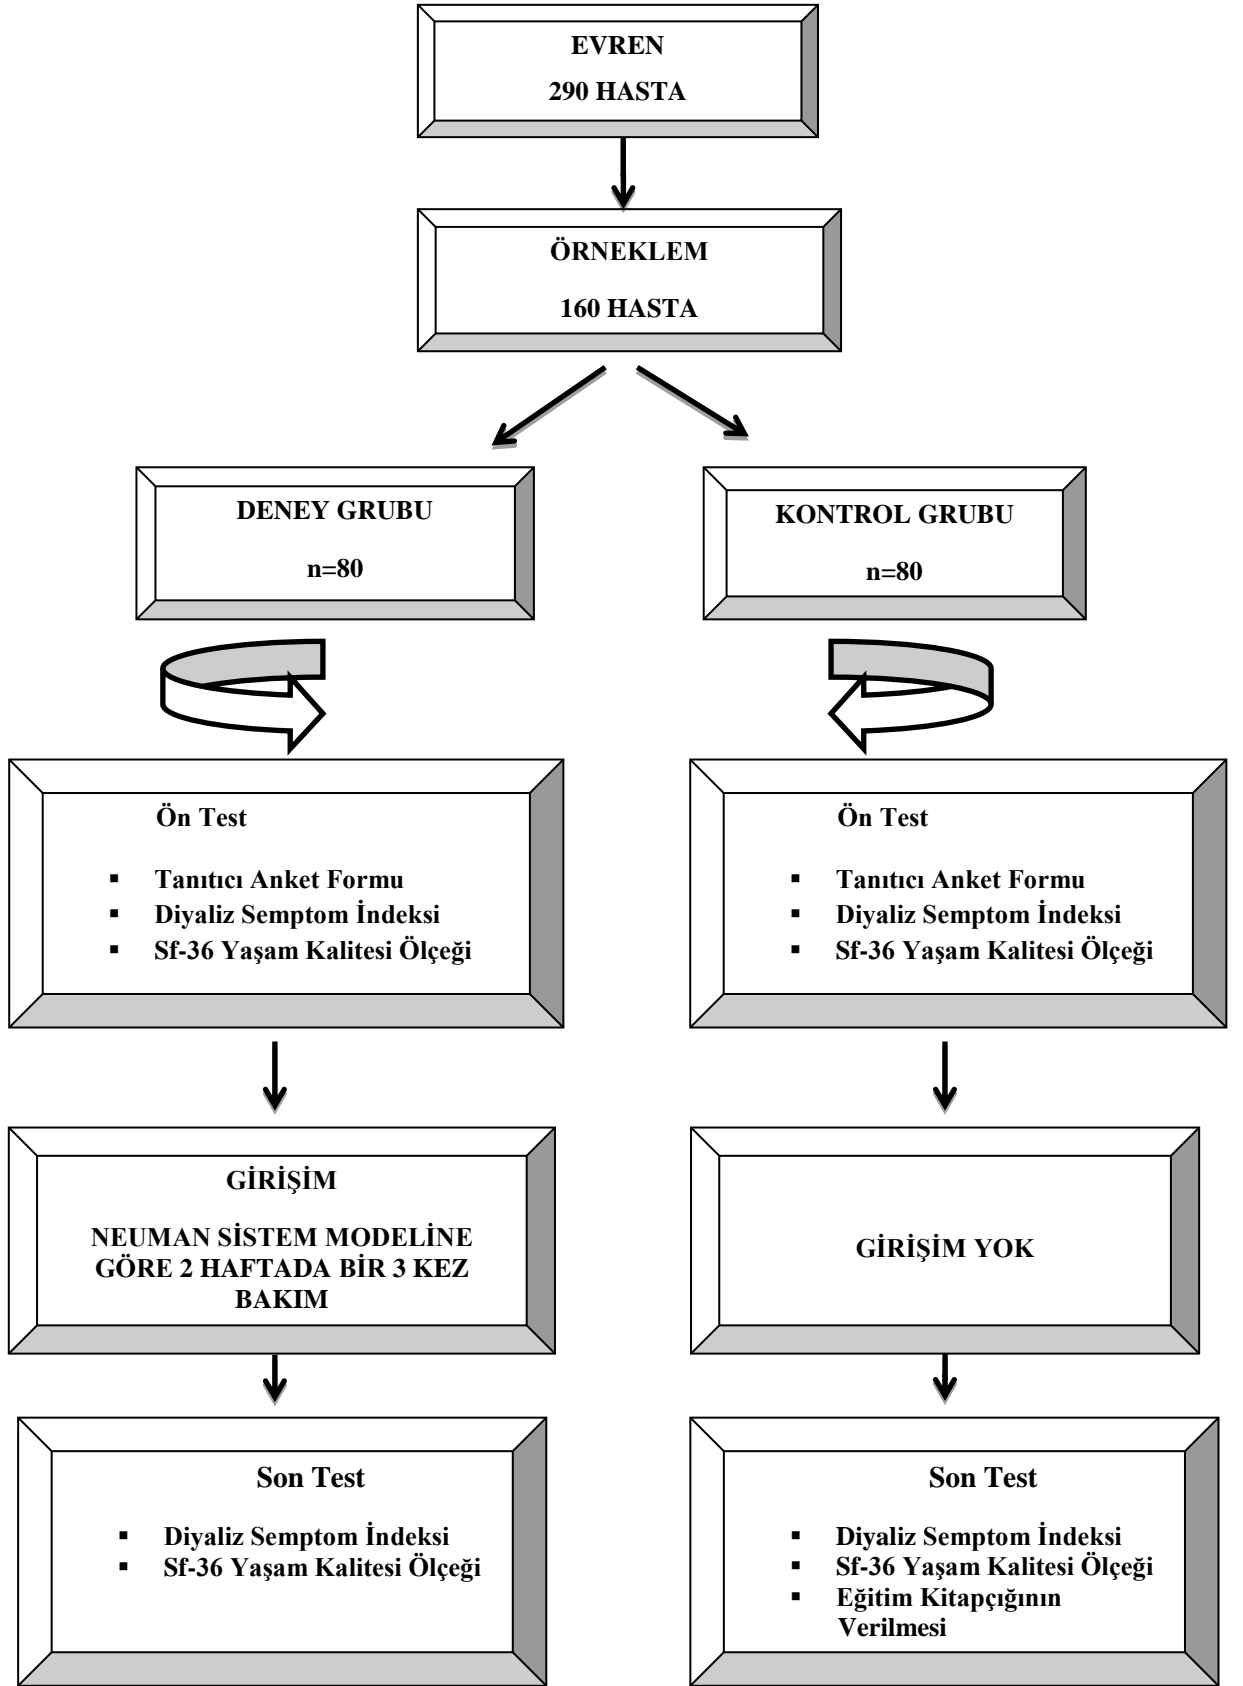 EVREN
290 HASTA
ÖRNEKLEM
160 HASTA
DENEY GRUBU
n=80
KONTROL GRUBU
n=80
Ön Test
▪ Tanıtıcı Anket Formu
▪ Diyaliz Semptom İndeksi
▪ Sf-36 Yaşam Kalitesi Ölçeği
Ön Test
▪ Tanıtıcı Anket Formu
▪ Diyaliz Semptom İndeksi
▪ Sf-36 Yaşam Kalitesi Ölçeği
GİRİŞİM
NEUMAN SİSTEM MODELİNE
GÖRE 2 HAFTADA BİR 3 KEZ
BAKIM
GİRİŞİM YOK
Son Test
▪ Diyaliz Semptom İndeksi
▪ Sf-36 Yaşam Kalitesi Ölçeği
Son Test
▪ Diyaliz Semptom İndeksi
▪ Sf-36 Yaşam Kalitesi Ölçeği
▪ Eğitim Kitapçığının
Verilmesi